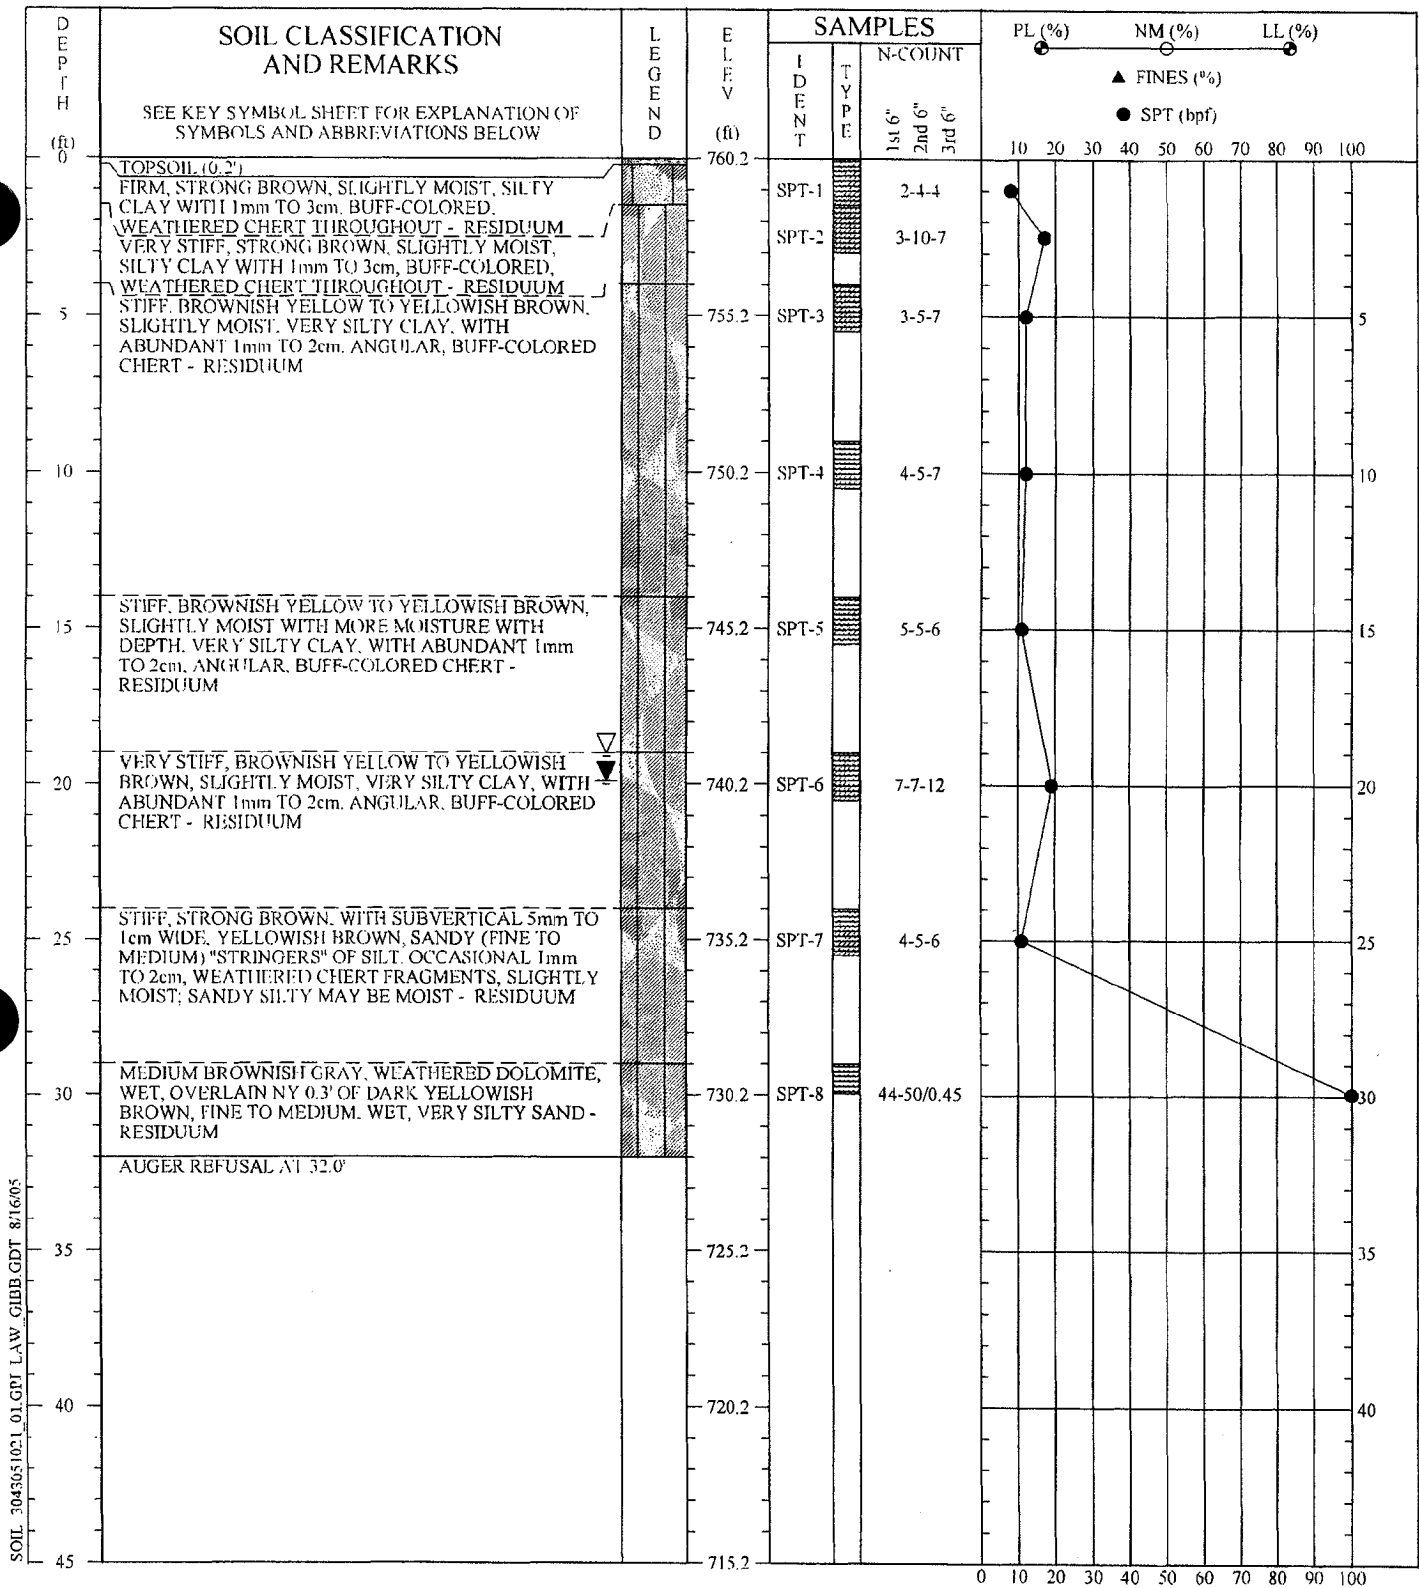 DEPTH
(ft)
SOIL CLASSIFICATION
AND REMARKS
SEE KEY SYMBOL SHEET FOR EXPLANATION OF
SYMBOLS AND ABBREVIATIONS BELOW
LEGEND
ELEV
(ft)
SAMPLES
IDENT
TYPE
N-COUNT
1st 6"
2nd 6"
3rd 6"
PL (%) NM (%) LL (%)
▲ FINES (%)
● SPT (bpf)
10 20 30 40 50 60 70 80 90 100
0
760.2
TOPSOIL (0.2')
FIRM, STRONG BROWN, SLIGHTLY MOIST, SILTY
CLAY WITH 1mm TO 3cm. BUFF-COLORED.
WEATHERED CHERT THROUGHOUT - RESIDUUM
SPT-1 2-4-4
VERY STIFF, STRONG BROWN, SLIGHTLY MOIST,
SILTY CLAY WITH 1mm TO 3cm, BUFF-COLORED,
WEATHERED CHERT THROUGHOUT - RESIDUUM
SPT-2 3-10-7
STIFF. BROWNISH YELLOW TO YELLOWISH BROWN.
SLIGHTLY MOIST. VERY SILTY CLAY. WITH
ABUNDANT 1mm TO 2cm. ANGULAR, BUFF-COLORED
CHERT - RESIDUUM
5 755.2 SPT-3 3-5-7 5
10 750.2 SPT-4 4-5-7 10
STIFF. BROWNISH YELLOW TO YELLOWISH BROWN,
SLIGHTLY MOIST WITH MORE MOISTURE WITH
DEPTH. VERY SILTY CLAY. WITH ABUNDANT 1mm
TO 2cm. ANGULAR. BUFF-COLORED CHERT -
RESIDUUM
15 745.2 SPT-5 5-5-6 15
VERY STIFF, BROWNISH YELLOW TO YELLOWISH
BROWN, SLIGHTLY MOIST, VERY SILTY CLAY, WITH
ABUNDANT 1mm TO 2cm. ANGULAR, BUFF-COLORED
CHERT - RESIDUUM
20 740.2 SPT-6 7-7-12 20
STIFF, STRONG BROWN. WITH SUBVERTICAL 5mm TO
1cm WIDE. YELLOWISH BROWN, SANDY (FINE TO
MEDIUM) "STRINGERS" OF SILT. OCCASIONAL 1mm
TO 2cm, WEATHERED CHERT FRAGMENTS, SLIGHTLY
MOIST; SANDY SILTY MAY BE MOIST - RESIDUUM
25 735.2 SPT-7 4-5-6 25
MEDIUM BROWNISH GRAY, WEATHERED DOLOMITE,
WET, OVERLAIN NY 0.3' OF DARK YELLOWISH
BROWN, FINE TO MEDIUM. WET, VERY SILTY SAND -
RESIDUUM
30 730.2 SPT-8 44-50/0.45 30
AUGER REFUSAL AT 32.0'
35 725.2 35
40 720.2 40
45 715.2
0 10 20 30 40 50 60 70 80 90 100
SOIL 3043051021_01.GPJ LAW_GIBB.GDT 8/16/05